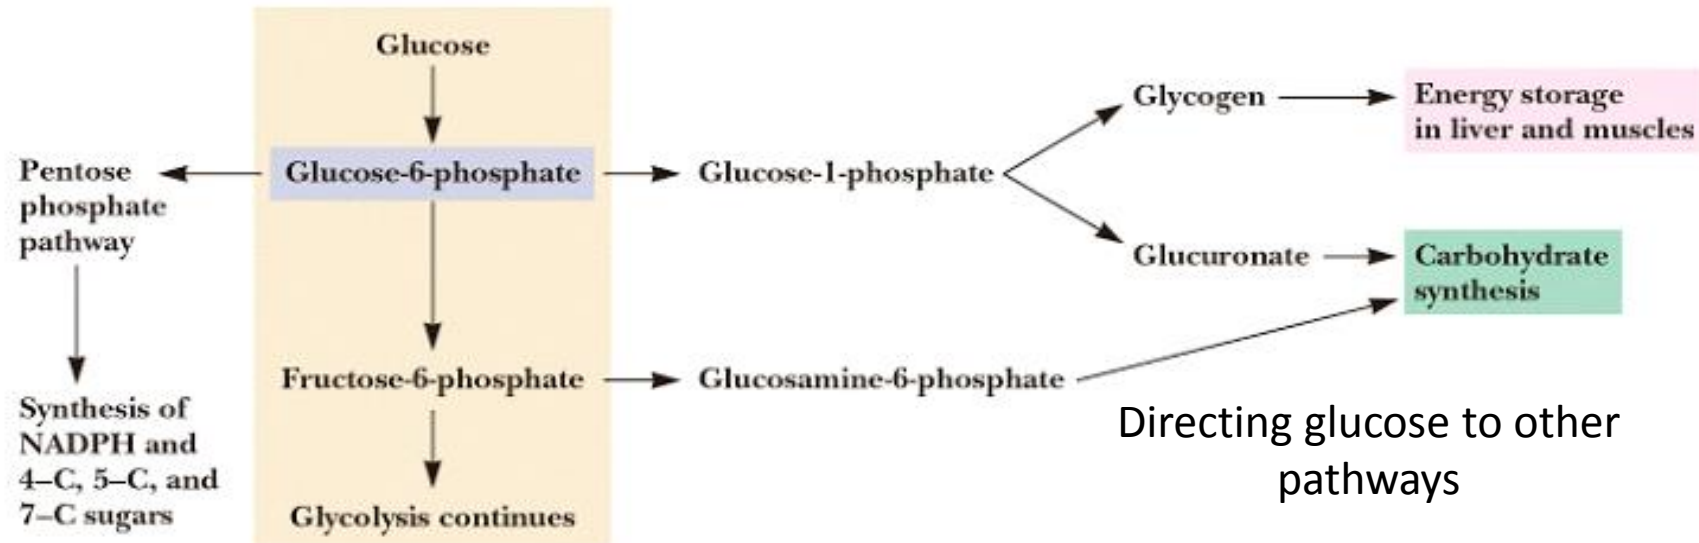 Glucose
Glucose-6-phosphate
Fructose-6-phosphate
Glycolysis continues
Pentose
phosphate
pathway
Synthesis of
NADPH and
4–C, 5–C, and
7–C sugars
Glucose-1-phosphate
Glycogen
Energy storage
in liver and muscles
Glucuronate
Carbohydrate
synthesis
Glucosamine-6-phosphate
Directing glucose to other
pathways